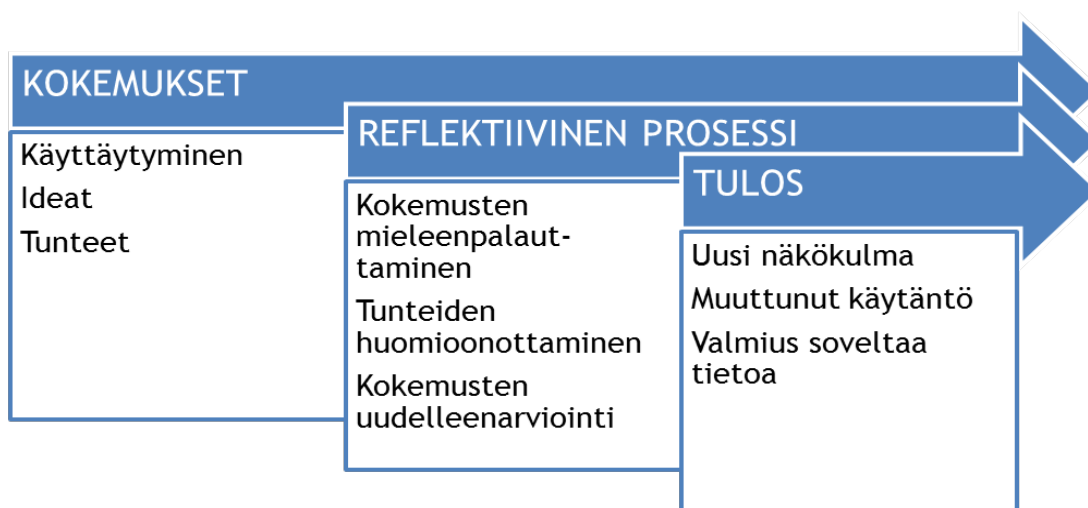 KOKEMUKSET
Käyttäytyminen
Ideat
Tunteet
REFLEKTIIVINEN PROSESSI
Kokemusten
mieleenpalaut-
taminen
Tunteiden
huomioonottaminen
Kokemusten
uudelleenarviointi
TULOS
Uusi näkökulma
Muuttunut käytäntö
Valmius soveltaa
tietoa